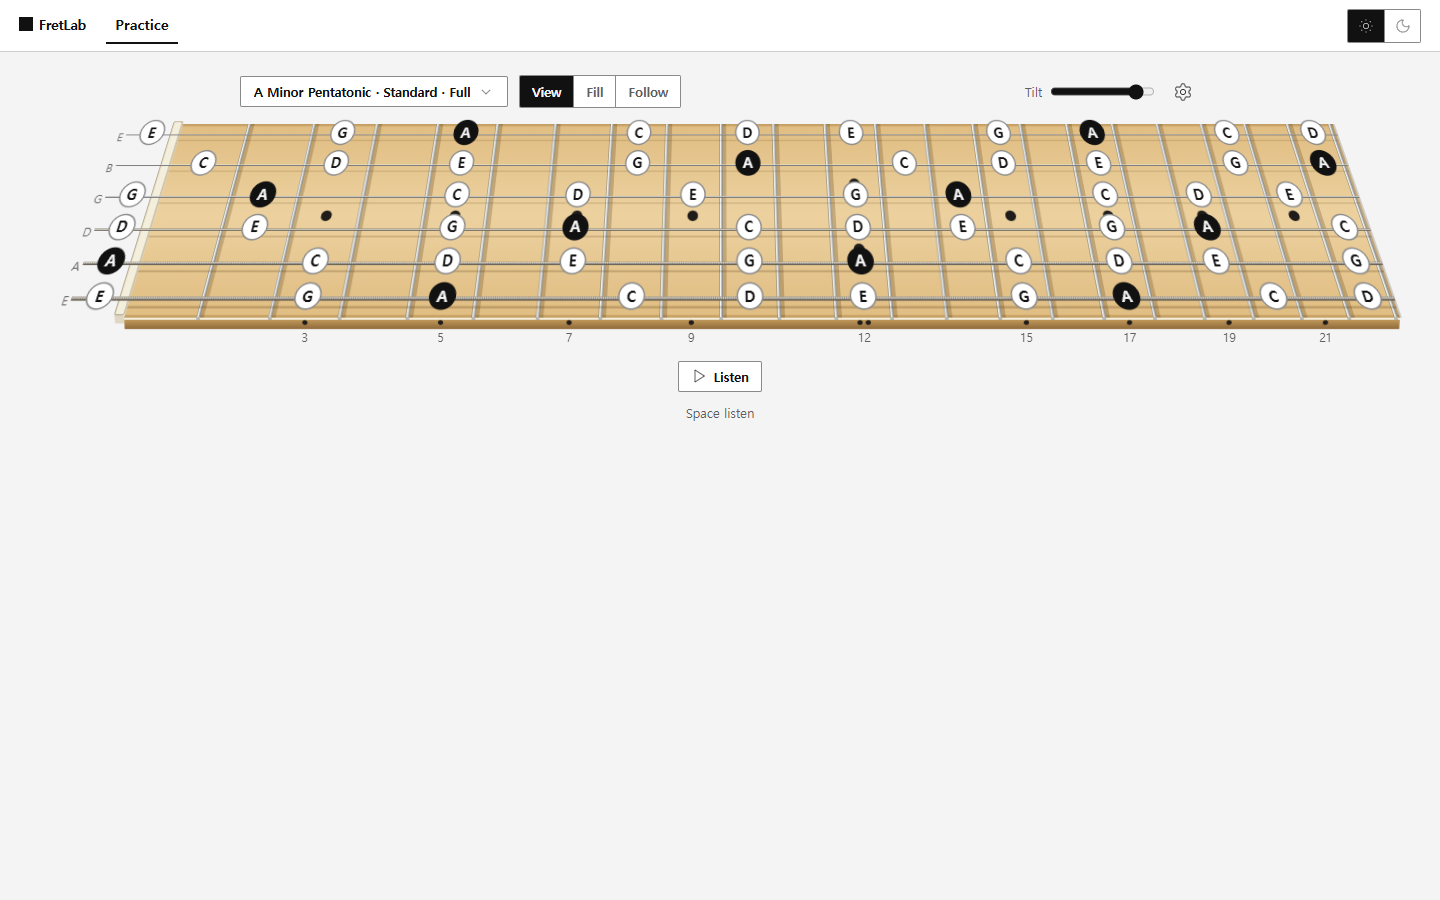 FretLab Practice
A Minor Pentatonic · Standard · Full View Fill Follow Tilt
E E G A C D E G A C D
B C D E G A C D E G A
G G A C D E G A C D E
D D E G A C D E G A C
A A C D E G A C D E G
E E G A C D E G A C D
3 5 7 9 12 15 17 19 21
Listen
Space listen